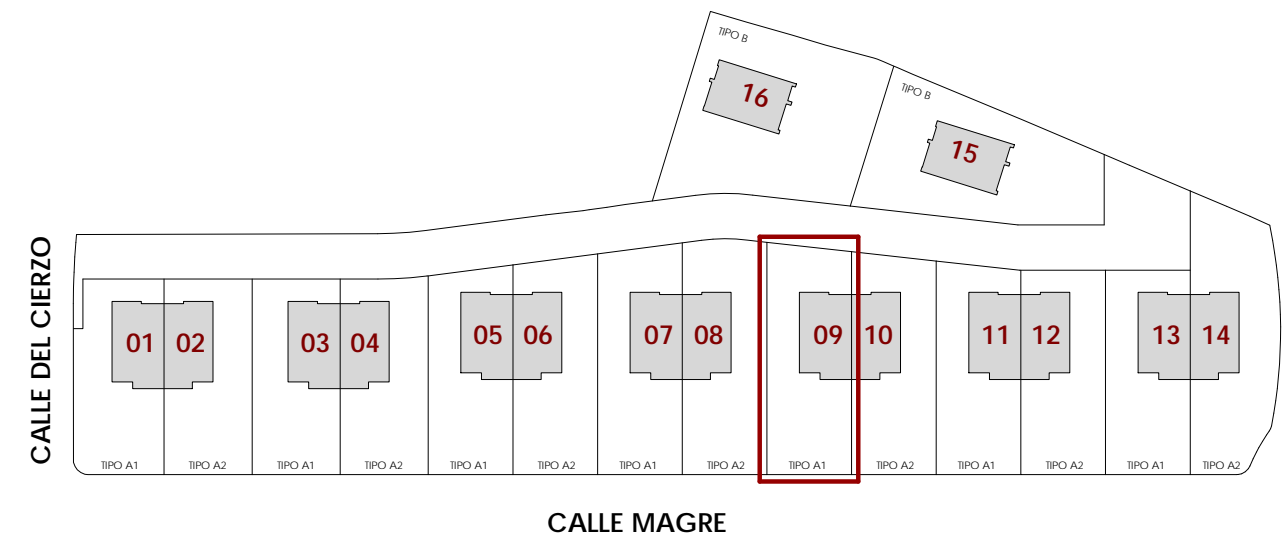 TIPO B
16
TIPO B
15
CALLE DEL CIERZO
01 02 03 04 05 06 07 08 09 10 11 12 13 14
TIPO A1 TIPO A2 TIPO A1 TIPO A2 TIPO A1 TIPO A2 TIPO A1 TIPO A2 TIPO A1 TIPO A2 TIPO A1 TIPO A2 TIPO A1 TIPO A2
CALLE MAGRE